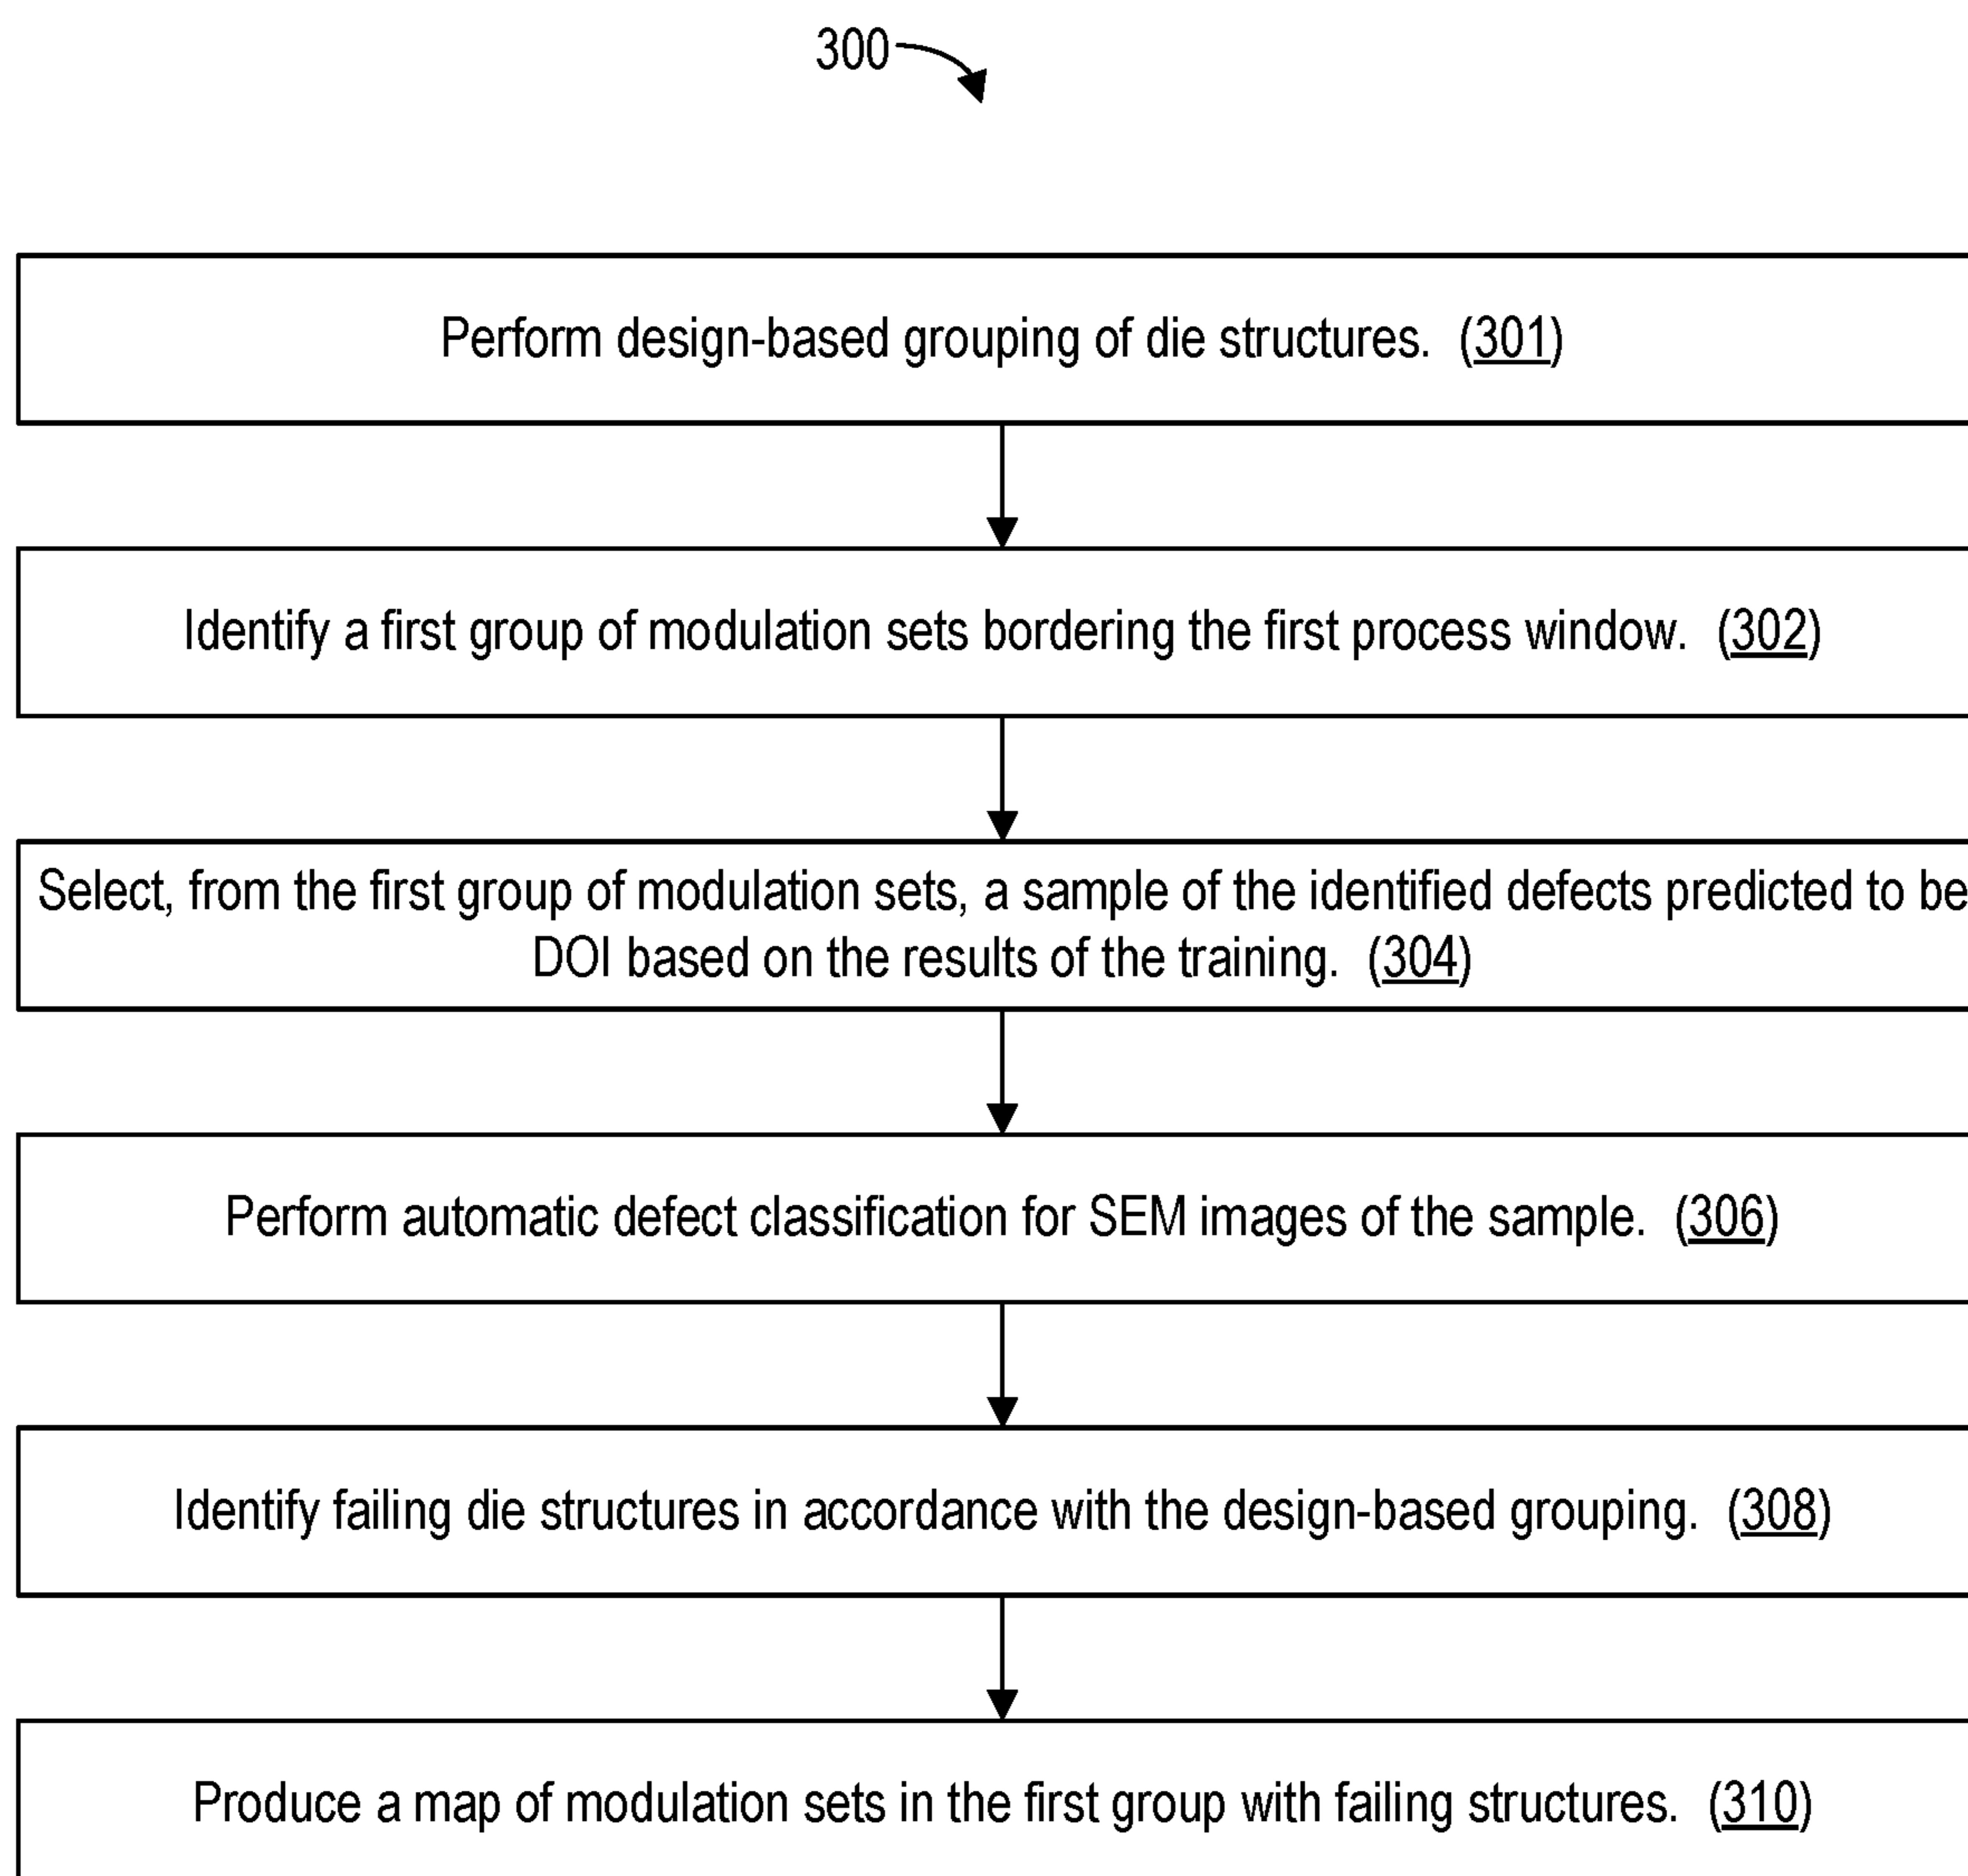 300
Perform design-based grouping of die structures. (301)
Identify a first group of modulation sets bordering the first process window. (302)
Select, from the first group of modulation sets, a sample of the identified defects predicted to be
DOI based on the results of the training. (304)
Perform automatic defect classification for SEM images of the sample. (306)
Identify failing die structures in accordance with the design-based grouping. (308)
Produce a map of modulation sets in the first group with failing structures. (310)